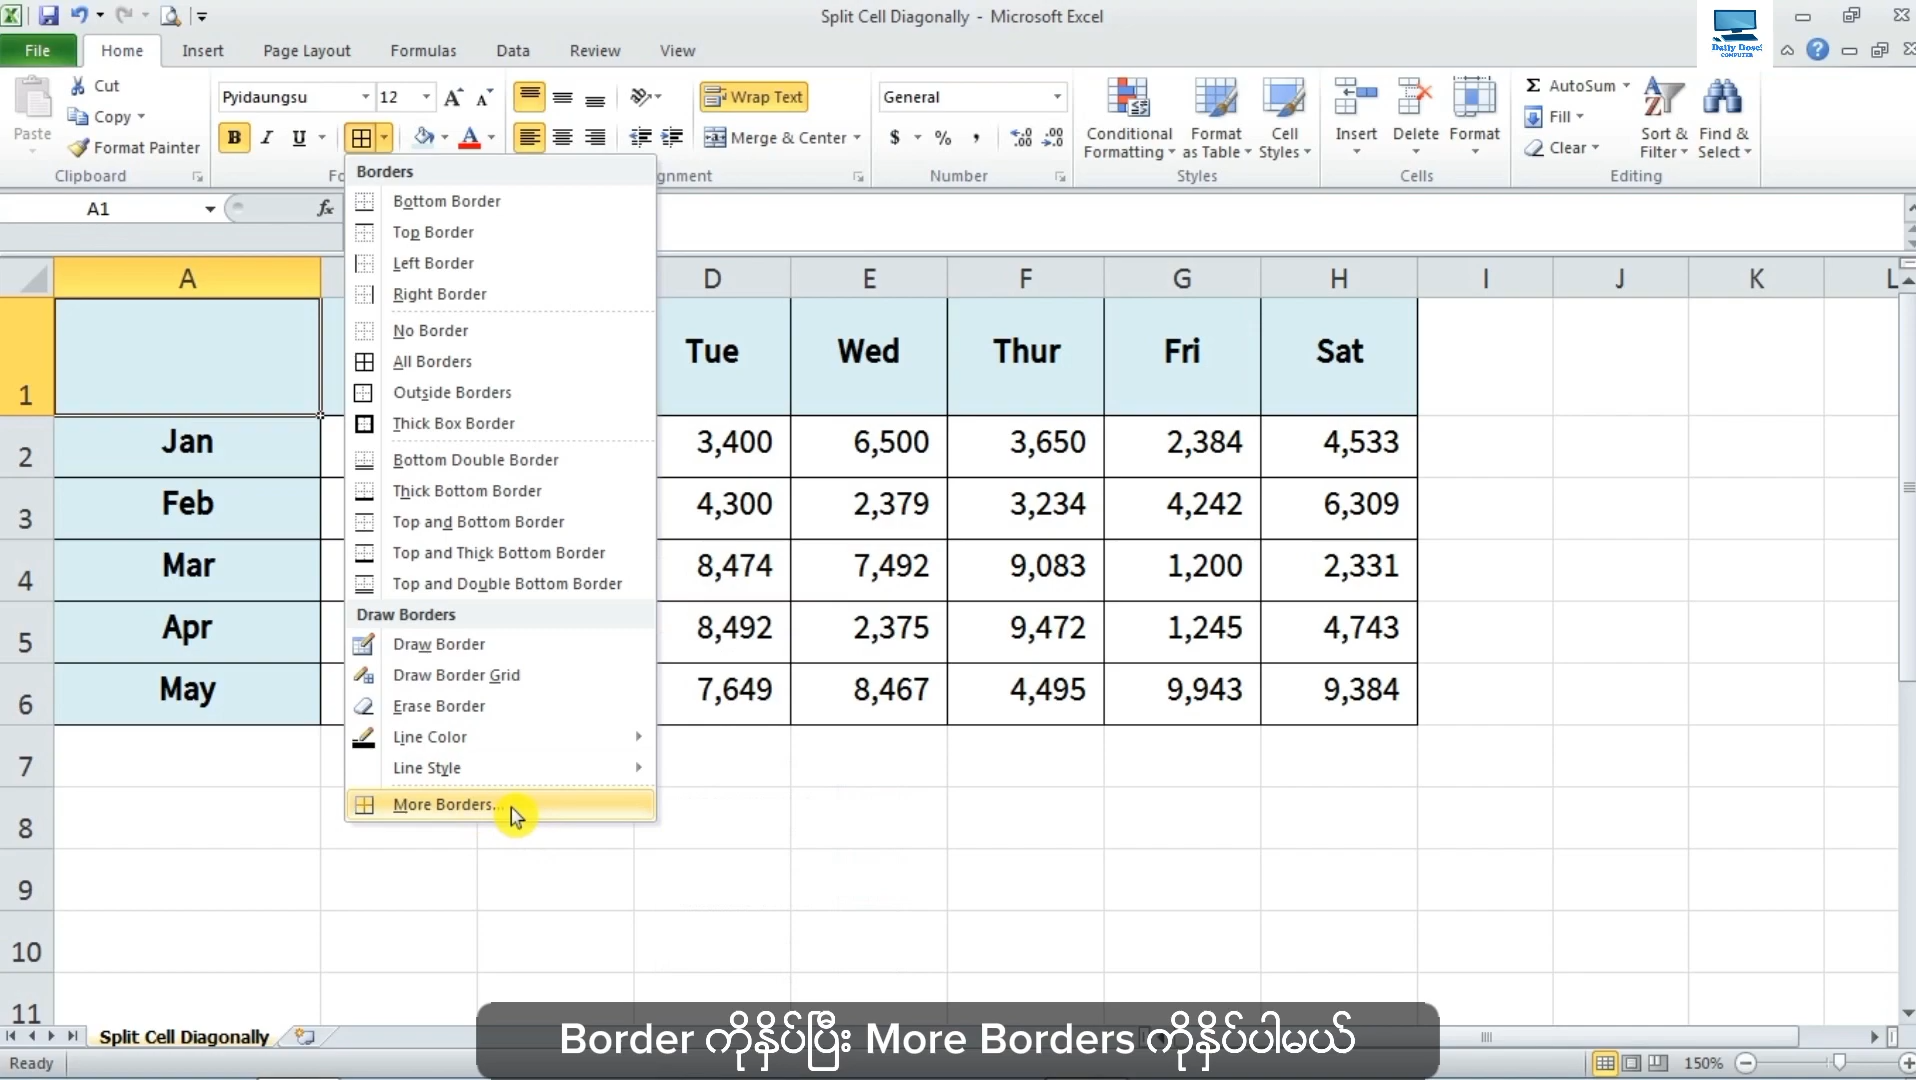 Split Cell Diagonally - Microsoft Excel
Daily Dose!
COMPUTER
File Home Insert Page Layout Formulas Data Review View
Paste
Cut
Copy
Format Painter
Clipboard
Pyidaungsu 12
B I U
Wrap Text
Merge & Center
gnment
General
$ % ,
Number
Conditional Formatting
Format as Table
Cell Styles
Styles
Insert Delete Format
Cells
Σ AutoSum
Fill
Clear
Sort & Filter
Find & Select
Editing
A1 fx
Borders
Bottom Border
Top Border
Left Border
Right Border
No Border
All Borders
Outside Borders
Thick Box Border
Bottom Double Border
Thick Bottom Border
Top and Bottom Border
Top and Thick Bottom Border
Top and Double Bottom Border
Draw Borders
Draw Border
Draw Border Grid
Erase Border
Line Color
Line Style
More Borders...
A D E F G H I J K L
1 Tue Wed Thur Fri Sat
2 Jan 3,400 6,500 3,650 2,384 4,533
3 Feb 4,300 2,379 3,234 4,242 6,309
4 Mar 8,474 7,492 9,083 1,200 2,331
5 Apr 8,492 2,375 9,472 1,245 4,743
6 May 7,649 8,467 4,495 9,943 9,384
7
8
9
10
11
Split Cell Diagonally
Border ကိုနှိပ်ပြီး More Borders ကိုနှိပ်ပါမယ်
Ready 150%